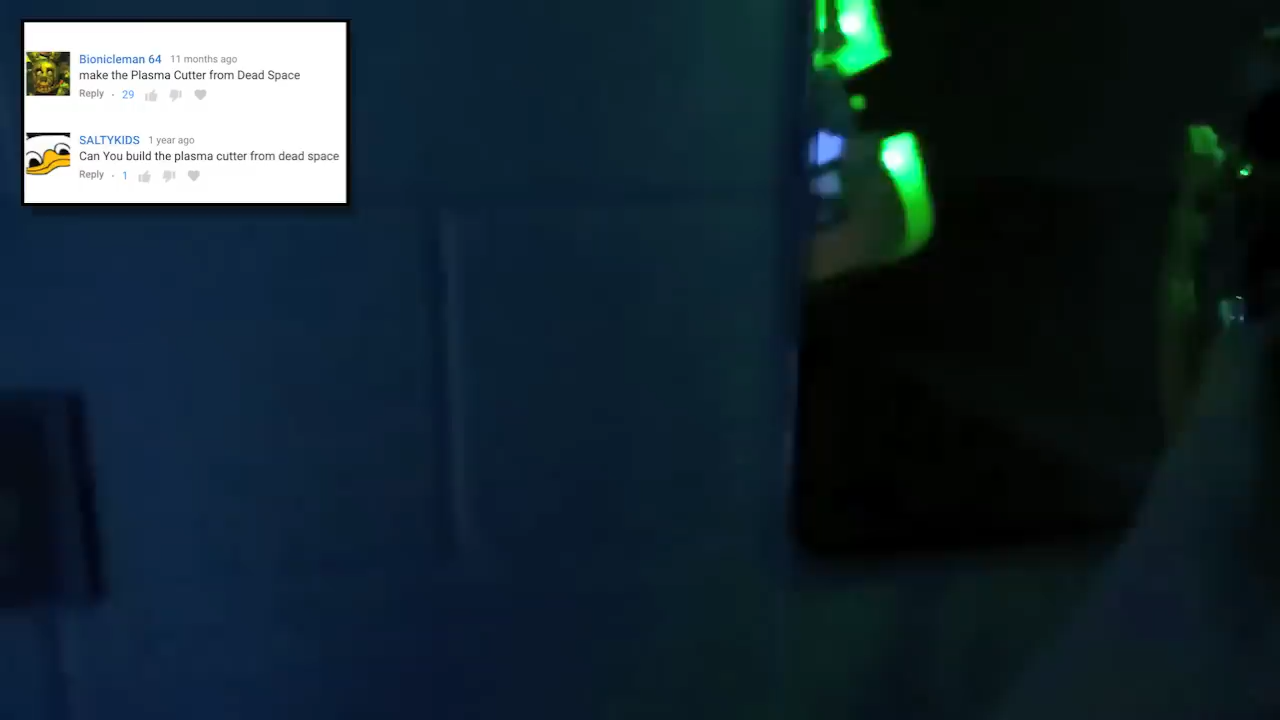 Bionicleman 64 11 months ago
make the Plasma Cutter from Dead Space
Reply · 29
SALTYKIDS 1 year ago
Can You build the plasma cutter from dead space
Reply · 1